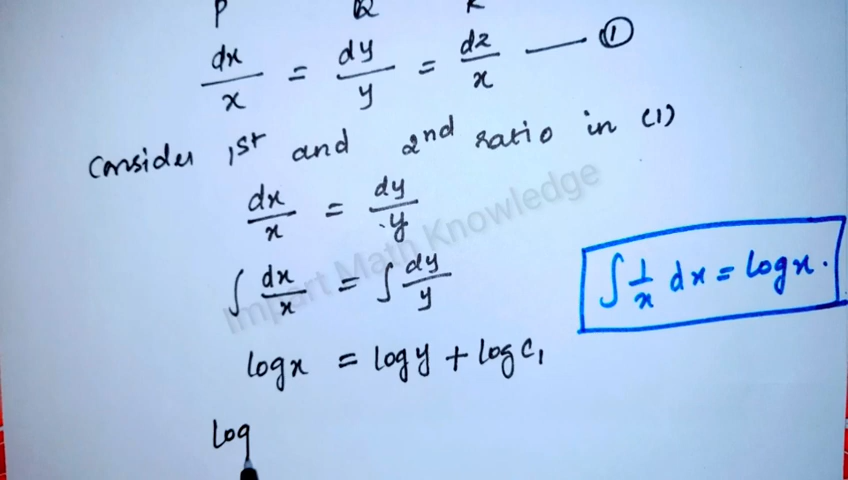 P Q R
dx/x = dy/y = dz/x —— ①
Consider 1st and 2nd ratio in (1)
dx/x = dy/y
∫ dx/x = ∫ dy/y
∫ 1/x dx = log x.
log x = log y + log c₁
log
Impart Math Knowledge